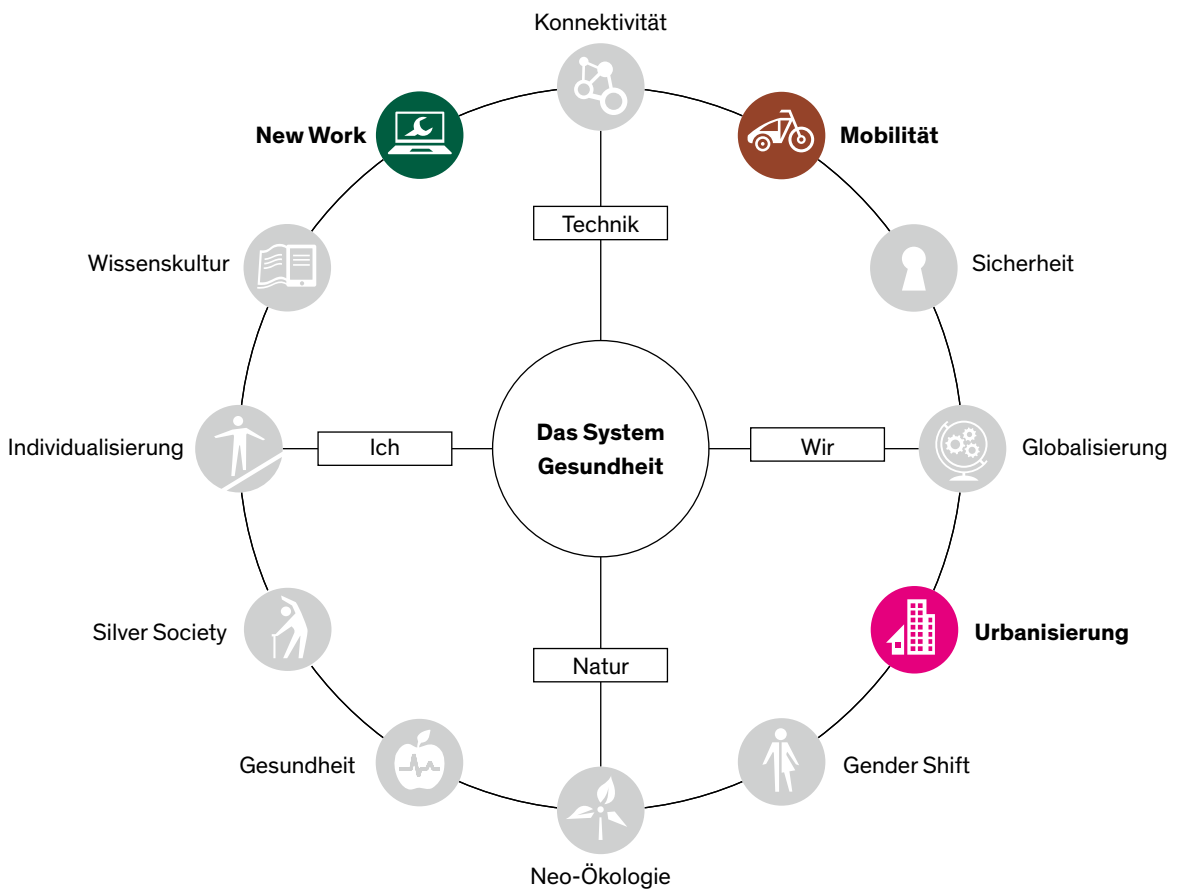 Konnektivität
New Work
Mobilität
Technik
Wissenskultur
Sicherheit
Das System
Gesundheit
Individualisierung
Ich
Wir
Globalisierung
Silver Society
Urbanisierung
Natur
Gesundheit
Gender Shift
Neo-Ökologie